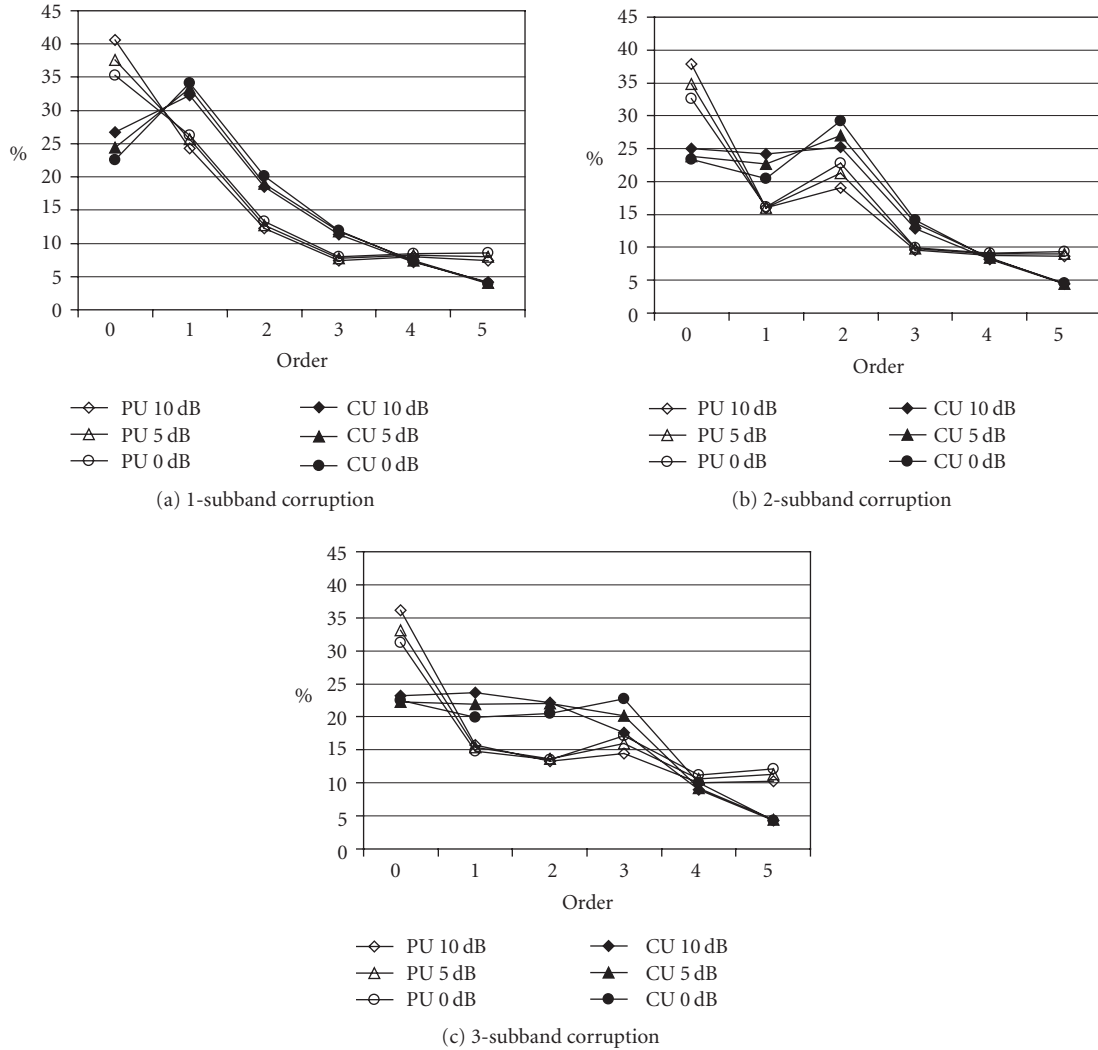 45
40
35
30
25
20
15
10
5
0
%
0 1 2 3 4 5
Order
PU 10 dB
PU 5 dB
PU 0 dB
CU 10 dB
CU 5 dB
CU 0 dB
(a) 1-subband corruption
45
40
35
30
25
20
15
10
5
0
%
0 1 2 3 4 5
Order
PU 10 dB
PU 5 dB
PU 0 dB
CU 10 dB
CU 5 dB
CU 0 dB
(b) 2-subband corruption
45
40
35
30
25
20
15
10
5
0
%
0 1 2 3 4 5
Order
PU 10 dB
PU 5 dB
PU 0 dB
CU 10 dB
CU 5 dB
CU 0 dB
(c) 3-subband corruption